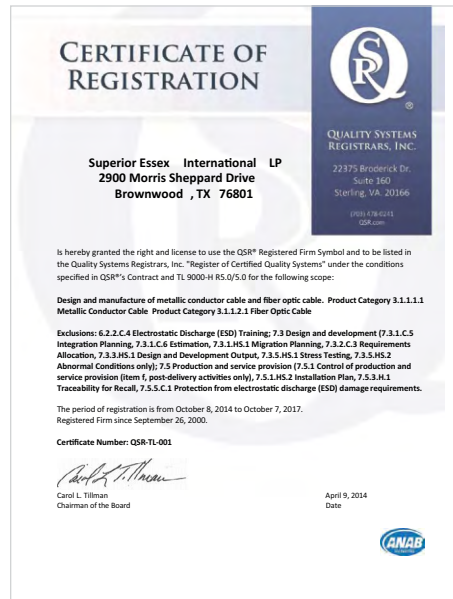 CERTIFICATE OF
REGISTRATION
QSR
®
QUALITY SYSTEMS
REGISTRARS, INC.
22375 Broderick Dr.
Suite 160
Sterling, VA. 20166
(703) 478-0241
QSR.com
Superior Essex International LP
2900 Morris Sheppard Drive
Brownwood , TX 76801
Is hereby granted the right and license to use the QSR® Registered Firm Symbol and to be listed in
the Quality Systems Registrars, Inc. "Register of Certified Quality Systems" under the conditions
specified in QSR®'s Contract and TL 9000-H R5.0/5.0 for the following scope:
Design and manufacture of metallic conductor cable and fiber optic cable. Product Category 3.1.1.1.1
Metallic Conductor Cable Product Category 3.1.1.2.1 Fiber Optic Cable
Exclusions: 6.2.2.C.4 Electrostatic Discharge (ESD) Training; 7.3 Design and development (7.3.1.C.5
Integration Planning, 7.3.1.C.6 Estimation, 7.3.1.HS.1 Migration Planning, 7.3.2.C.3 Requirements
Allocation, 7.3.3.HS.1 Design and Development Output, 7.3.5.HS.1 Stress Testing, 7.3.5.HS.2
Abnormal Conditions only); 7.5 Production and service provision (7.5.1 Control of production and
service provision (item f, post-delivery activities only), 7.5.1.HS.2 Installation Plan, 7.5.3.H.1
Traceability for Recall, 7.5.5.C.1 Protection from electrostatic discharge (ESD) damage requirements.
The period of registration is from October 8, 2014 to October 7, 2017.
Registered Firm since September 26, 2000.
Certificate Number: QSR-TL-001
Carol L. Tillman
Carol L. Tillman
April 9, 2014
Chairman of the Board
Date
ANAB